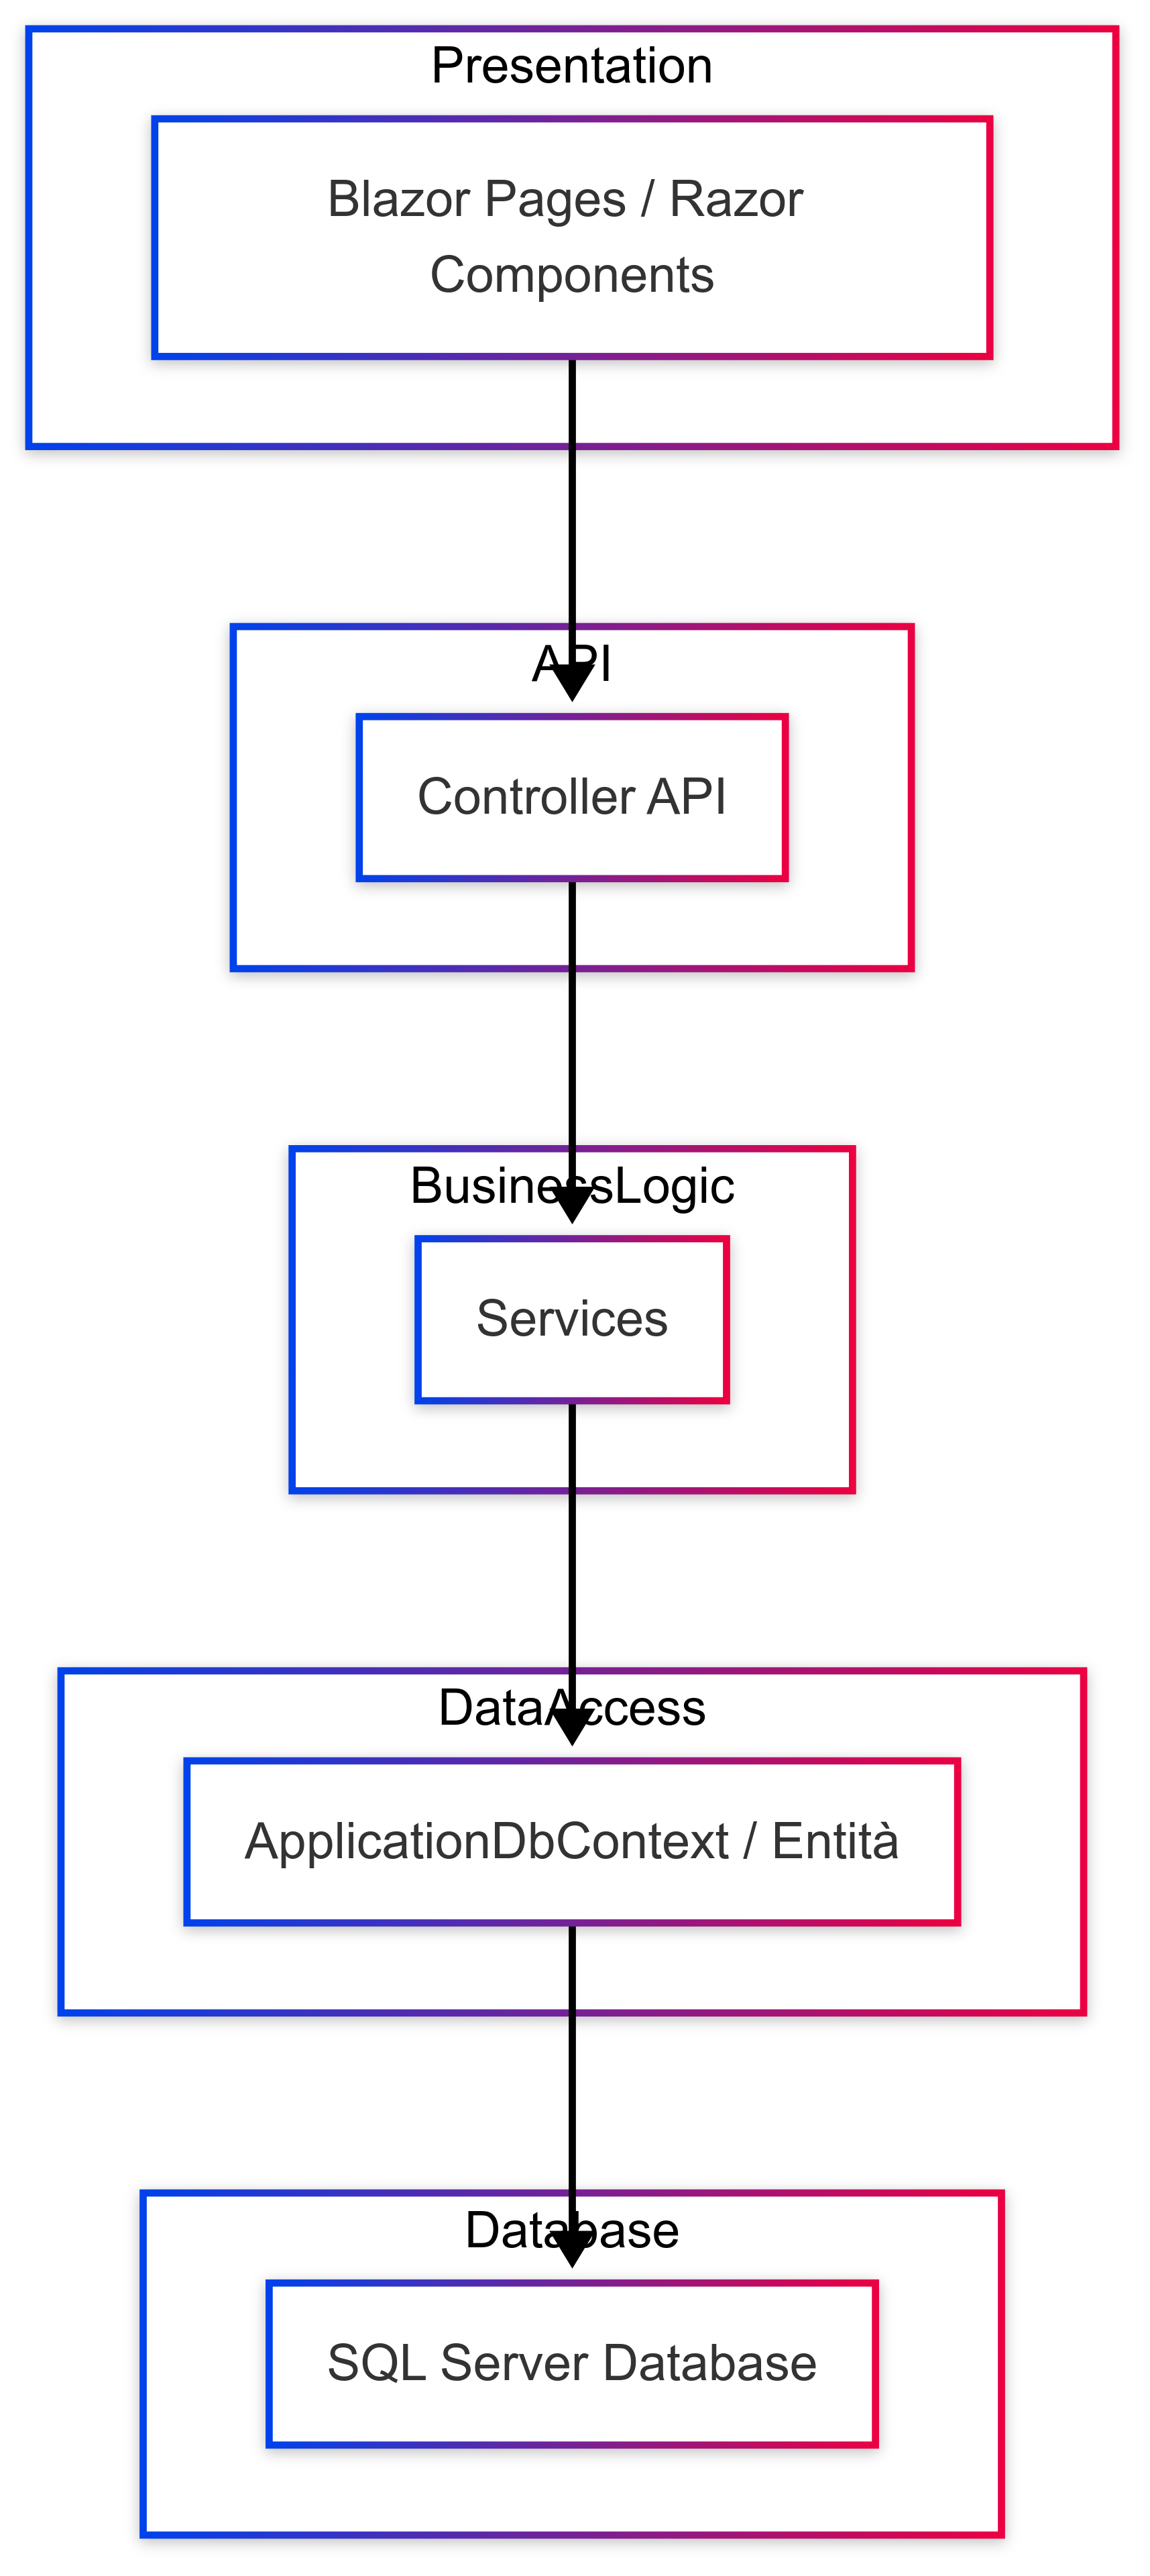 Presentation
Blazor Pages / Razor
Components
API
Controller API
BusinessLogic
Services
DataAccess
ApplicationDbContext / Entità
Database
SQL Server Database